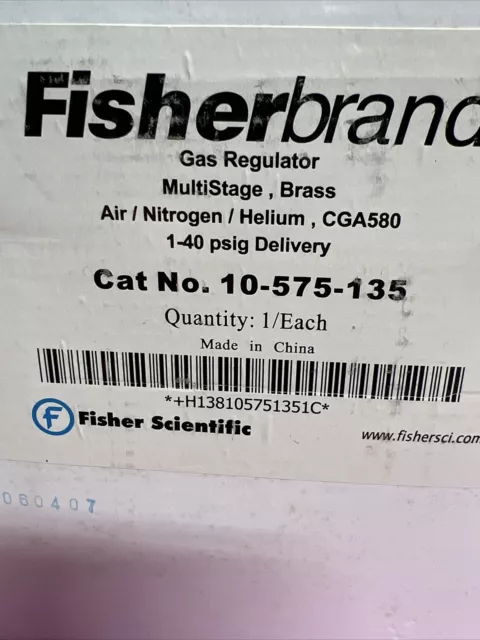 Fisherbrand
Gas Regulator
MultiStage , Brass
Air / Nitrogen / Helium , CGA580
1-40 psig Delivery
Cat No. 10-575-135
Quantity: 1/Each
Made in China
*+H138105751351C*
F Fisher Scientific
www.fishersci.com
060407